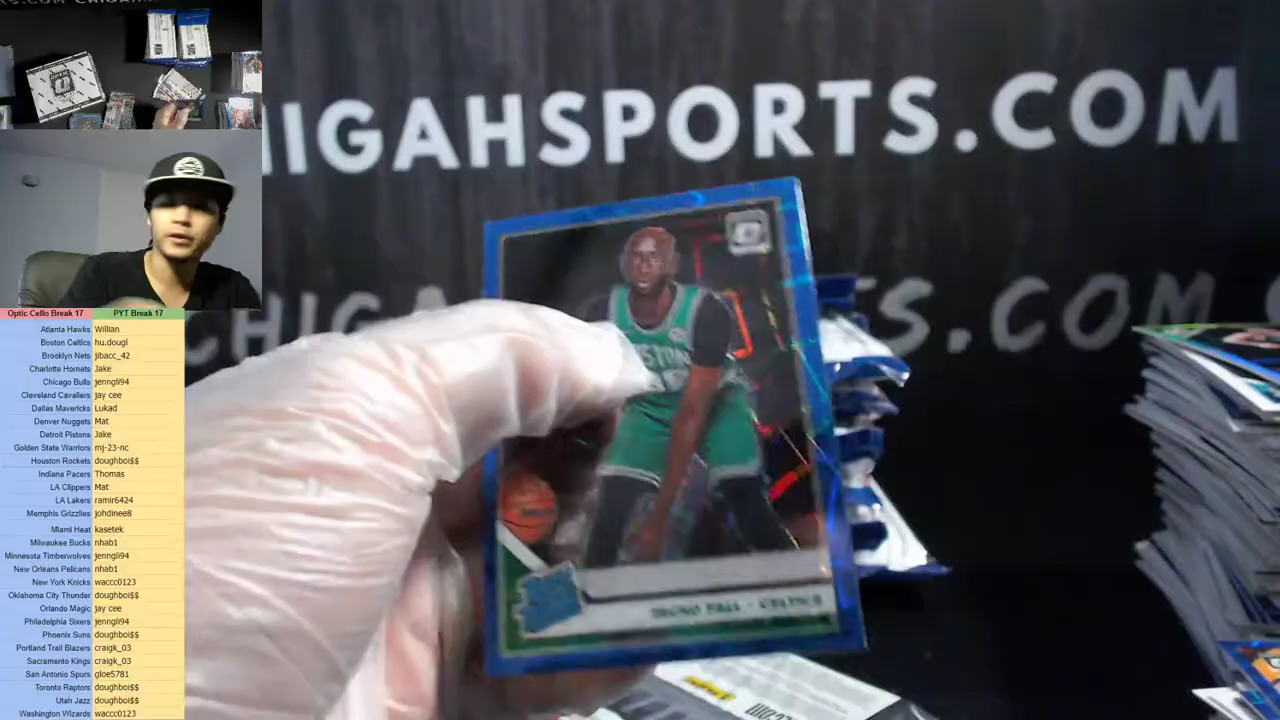 HIGAHSPORTS.COM
CHIGA
S.COM
Optic Cello Break 17 PYT Break 17
Atlanta Hawks Willian
Boston Celtics hu.dougl
Brooklyn Nets jibacc_42
Charlotte Hornets Jake
Chicago Bulls jenngli94
Cleveland Cavaliers jay cee
Dallas Mavericks Lukad
Denver Nuggets Mat
Detroit Pistons Jake
Golden State Warriors mj-23-nc
Houston Rockets doughboi$$
Indiana Pacers Thomas
LA Clippers Mat
LA Lakers ramir6424
Memphis Grizzlies johdinee8
Miami Heat kasetek
Milwaukee Bucks nhab1
Minnesota Timberwolves jenngli94
New Orleans Pelicans nhab1
New York Knicks waccc0123
Oklahoma City Thunder doughboi$$
Orlando Magic jay cee
Philadelphia Sixers jenngli94
Phoenix Suns doughboi$$
Portland Trail Blazers craigk_03
Sacramento Kings craigk_03
San Antonio Spurs gloe5781
Toronto Raptors doughboi$$
Utah Jazz doughboi$$
Washington Wizards waccc0123